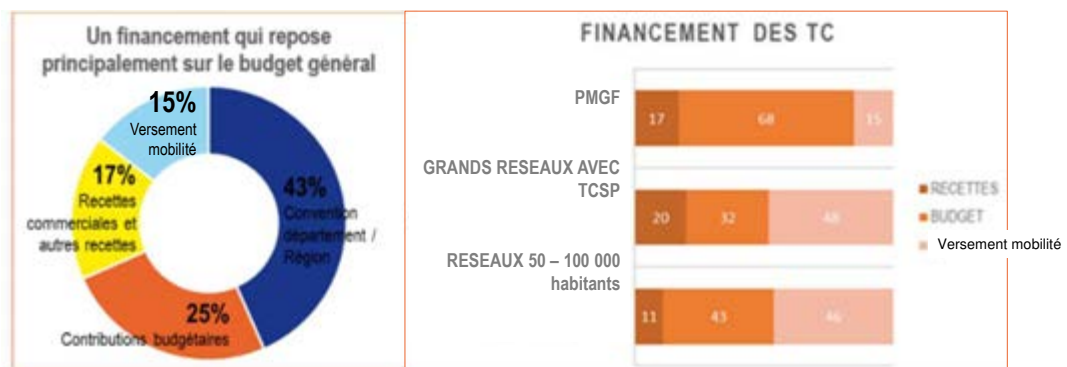 Un financement qui repose
principalement sur le budget général
15%
Versement
mobilité
17%
Recettes
commerciales et
autres recettes
43%
Convention
département /
Région
25%
Contributions budgétaires
FINANCEMENT DES TC
PMGF
17 68 15
GRANDS RESEAUX AVEC
TCSP
20 32 48
RESEAUX 50 – 100 000
habitants
11 43 46
RECETTES
BUDGET
Versement mobilité